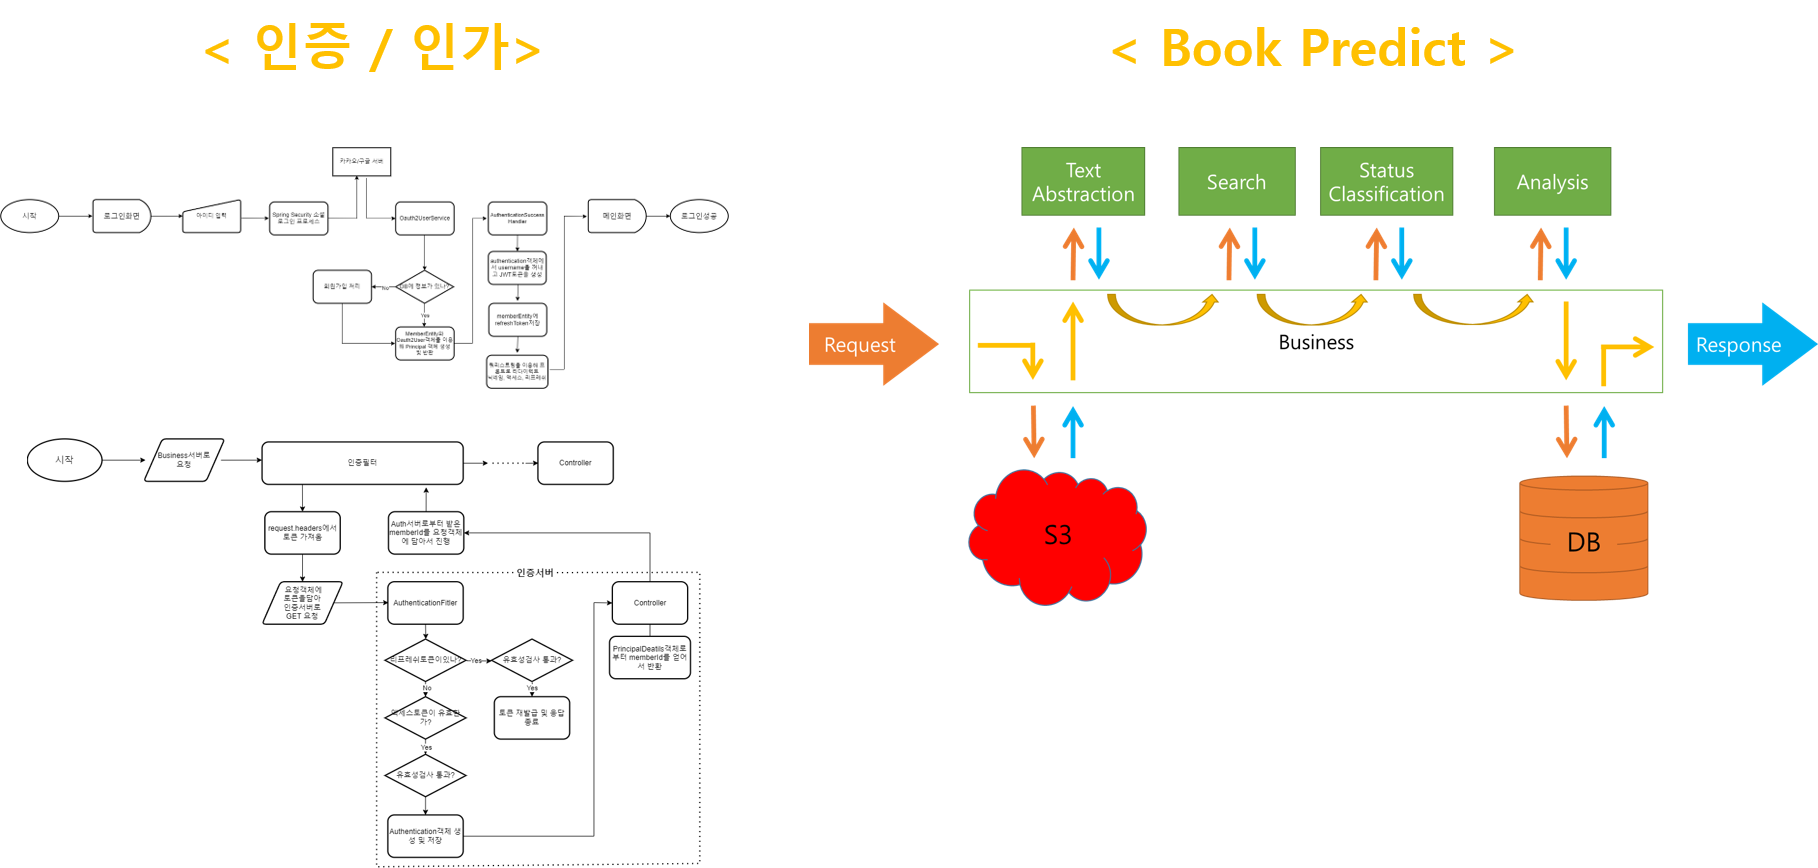 < 인증 / 인가>
카카오/구글 서버
시작
로그인화면
아이디 입력
Spring Security 소셜
로그인 프로세스
Oauth2UserService
AuthenticationSuccess
Handler
메인화면
로그인성공
authentication객체에
서 username를 꺼내
고 JWT토큰을 생성
회원가입 처리
No
DB에 정보가 있나?
Yes
memberEntity에
refreshToken저장
MemberEntity와
Oauth2User객체를 이용
해 Principal 객체 생성
및 반환
쿼리스트링을 이용해 프
론트로 리다이렉트
닉네임, 액세스, 리프레쉬
시작
Business서버로
요청
인증필터
Controller
request.headers에서
토큰 가져옴
Auth서버로부터 받은
memberId를 요청객체
에 담아서 진행
요청객체에
토큰을담아
인증서버로
GET 요청
인증서버
AuthenticationFitler
Controller
리프레쉬토큰이있나?
Yes
유효성검사 통과?
PrincipalDeatils객체로
부터 memberId를 얻어
서 반환
No
Yes
액세스토큰이 유효한
가?
토큰 재발급 및 응답
종료
Yes
유효성검사 통과?
Authentication객체 생
성 및 저장
< Book Predict >
Text
Abstraction
Search
Status
Classification
Analysis
Request
Business
Response
S3
DB